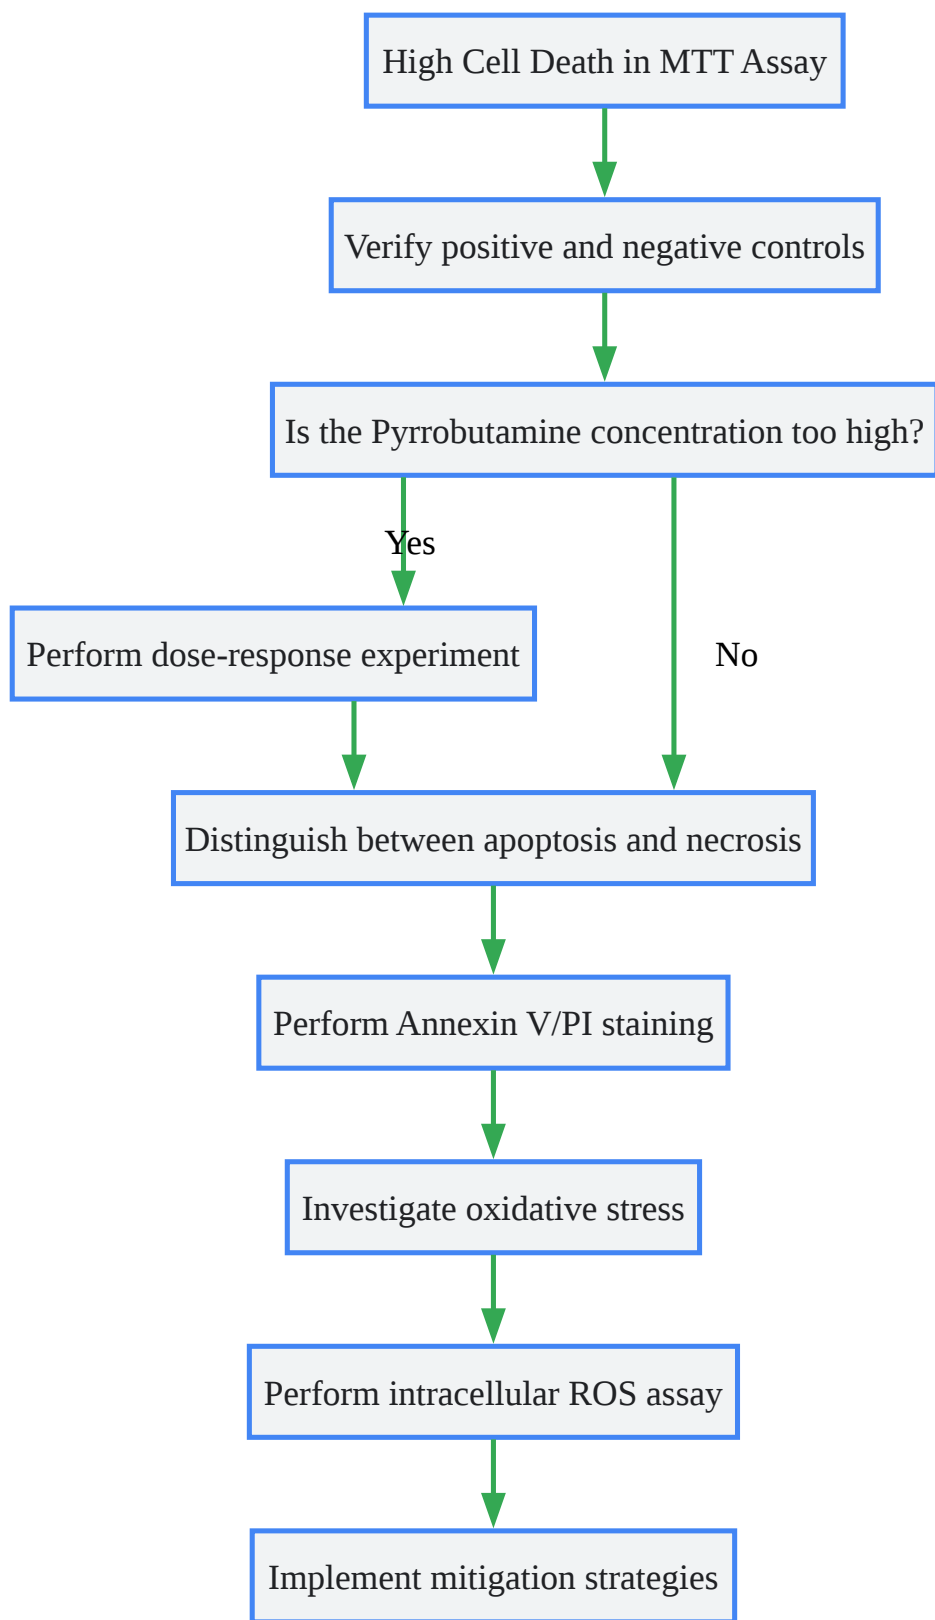 High Cell Death in MTT Assay
Verify positive and negative controls
Is the Pyrrobutamine concentration too high?
Yes
Perform dose-response experiment
No
Distinguish between apoptosis and necrosis
Perform Annexin V/PI staining
Investigate oxidative stress
Perform intracellular ROS assay
Implement mitigation strategies